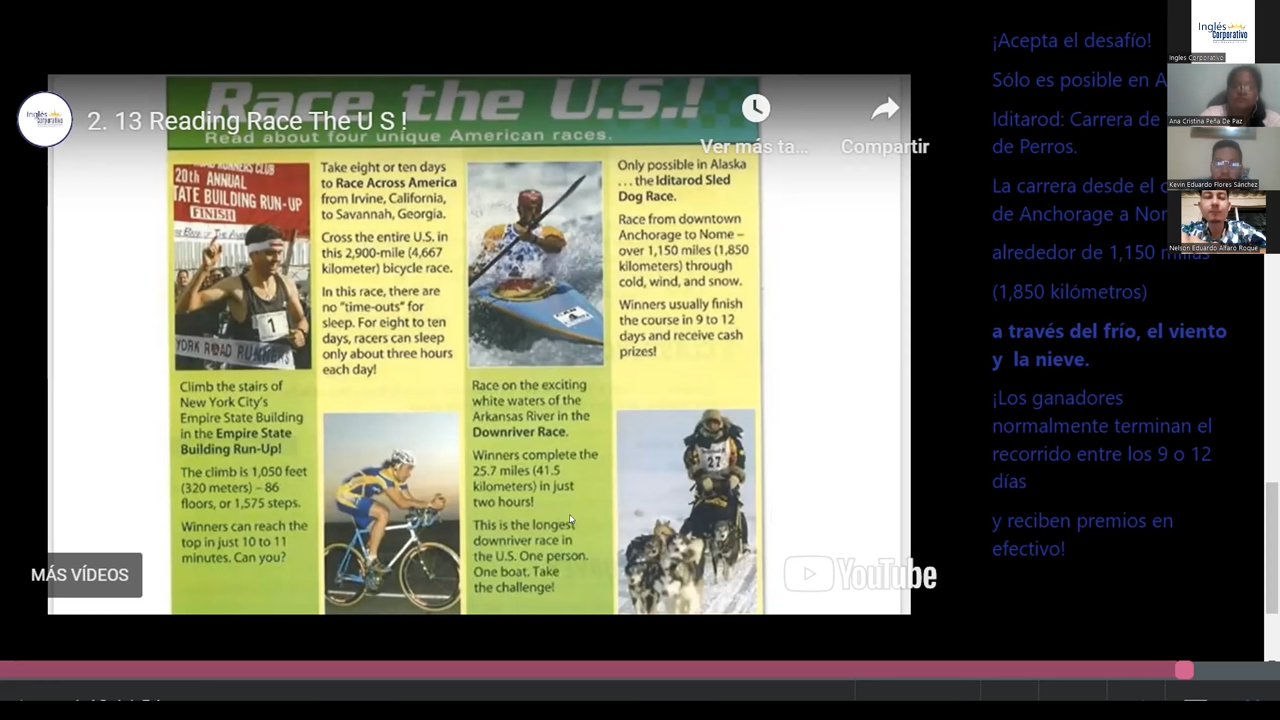 2. 13 Reading Race The U S !
Ver más ta...
Compartir
Race the U.S.!
Read about four unique American races.
20th ANNUAL
FINISH
1
YORK ROAD RUNNERS
Climb the stairs of
New York City's
Empire State Building
in the Empire State
Building Run-Up!
The climb is 1,050 feet
(320 meters) – 86
floors, or 1,575 steps.
Winners can reach the
top in just 10 to 11
minutes. Can you?
Take eight or ten days
to Race Across America
from Irvine, California,
to Savannah, Georgia.
Cross the entire U.S. in
this 2,900-mile (4,667
kilometer) bicycle race.
In this race, there are
no "time-outs" for
sleep. For eight to ten
days, racers can sleep
only about three hours
each day!
Race on the exciting
white waters of the
Arkansas River in the
Downriver Race.
Winners complete the
25.7 miles (41.5
kilometers) in just
two hours!
This is the longest
downriver race in
the U.S. One person.
One boat. Take
the challenge!
Only possible in Alaska
. . . the Iditarod Sled
Dog Race.
Race from downtown
Anchorage to Nome –
over 1,150 miles (1,850
kilometers) through
cold, wind, and snow.
Winners usually finish
the course in 9 to 12
days and receive cash
prizes!
27
MÁS VÍDEOS
YouTube
¡Acepta el desafío!
Sólo es posible en A
Iditarod: Carrera de
de Perros.
La carrera desde el
de Anchorage a Nor
alrededor de 1,150 millas
(1,850 kilómetros)
a través del frío, el viento
y la nieve.
¡Los ganadores
normalmente terminan el
recorrido entre los 9 o 12
días
y reciben premios en
efectivo!
Inglés
Corporativo
Ingles Corporativo
Ana Cristina Peña De Paz
Kevin Eduardo Flores Sánchez
Nelson Eduardo Alfaro Roque